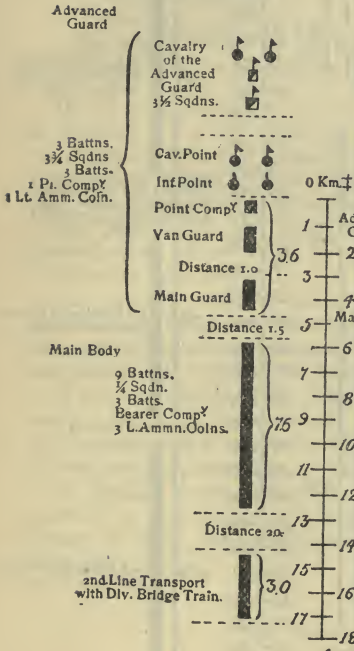 Advanced
Guard
Cavalry
of the
Advanced
Guard
3½ Sqdns.
3 Battns.
3¾ Sqdns
3 Batts.
1 Pi. Compʸ
1 Lt. Amm. Coln.
Cav.Point
Inf.Point
0 Km.‡
Point Compʸ
1
Van Guard
3.6
2
Distance 1.0
3
Main Guard
4
Ma
5
Distance 1.5
Main Body
6
9 Battns.
¼ Sqdn.
3 Batts.
Bearer Compʸ
3 L.Ammn.Colns.
7
8
7.6
9
10
11
12
13
Distance 2.0
14
2nd Line Transport
with Div. Bridge Train.
3.0
15
16
17
18